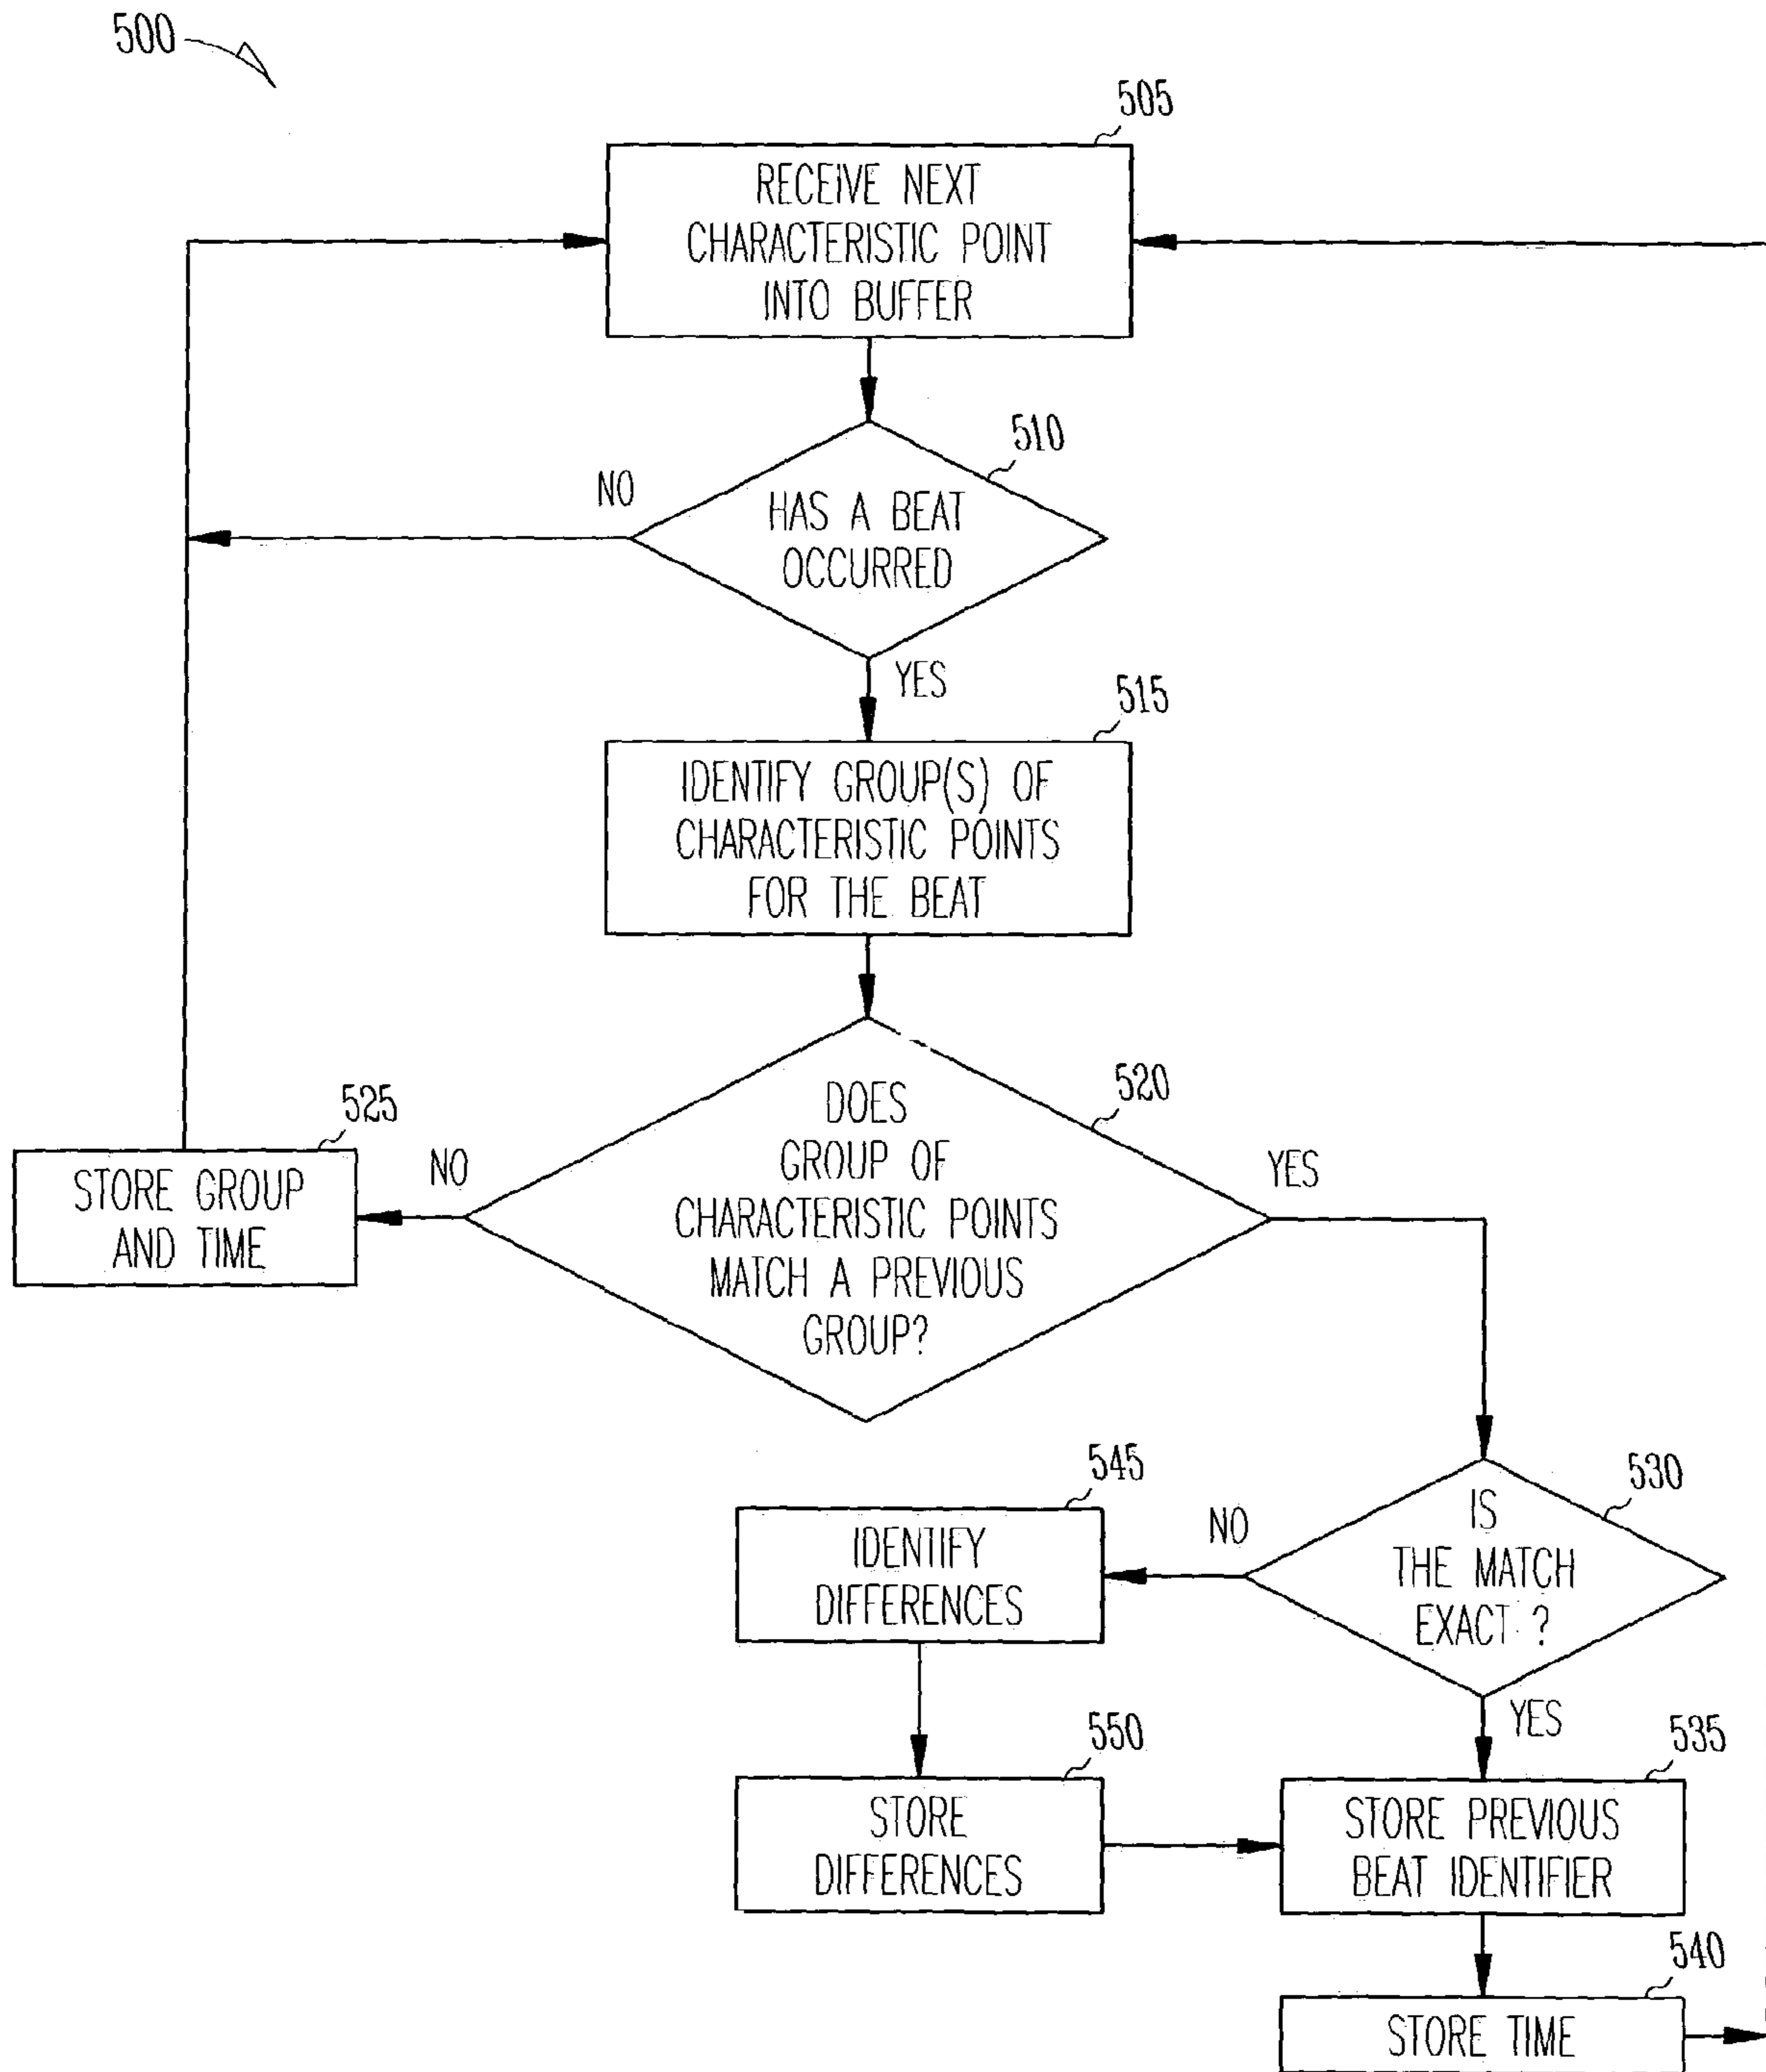 500
505
RECEIVE NEXT
CHARACTERISTIC POINT
INTO BUFFER
510
NO
HAS A BEAT
OCCURRED
YES
515
IDENTIFY GROUP(S) OF
CHARACTERISTIC POINTS
FOR THE BEAT
520
DOES
GROUP OF
CHARACTERISTIC POINTS
MATCH A PREVIOUS
GROUP?
525
NO
YES
STORE GROUP
AND TIME
530
IS
THE MATCH
EXACT ?
545
NO
IDENTIFY
DIFFERENCES
YES
550
535
STORE
DIFFERENCES
STORE PREVIOUS
BEAT IDENTIFIER
540
STORE TIME